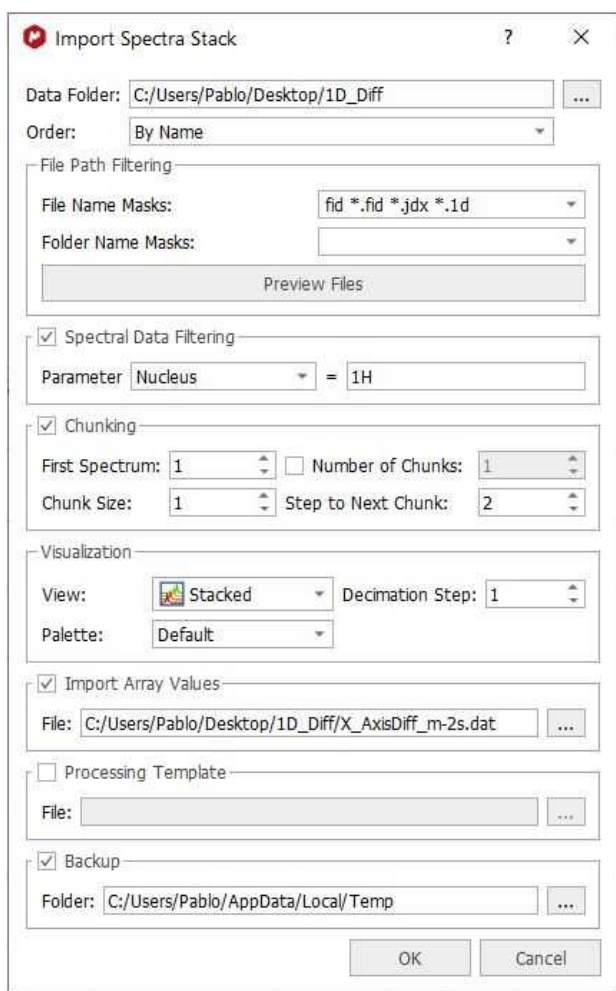 Import Spectra Stack ?
Data Folder: C:/Users/Pablo/Desktop/1D_Diff ...
Order: By Name
File Path Filtering
File Name Masks: fid *.fid *.jdx *.1d
Folder Name Masks:
Preview Files
Spectral Data Filtering
Parameter Nucleus = 1H
Chunking
First Spectrum: 1 Number of Chunks: 1
Chunk Size: 1 Step to Next Chunk: 2
Visualization
View: Stacked Decimation Step: 1
Palette: Default
Import Array Values
File: C:/Users/Pablo/Desktop/1D_Diff/X_AxisDiff_m-2s.dat ...
Processing Template
File: ...
Backup
Folder: C:/Users/Pablo/AppData/Local/Temp ...
OK Cancel